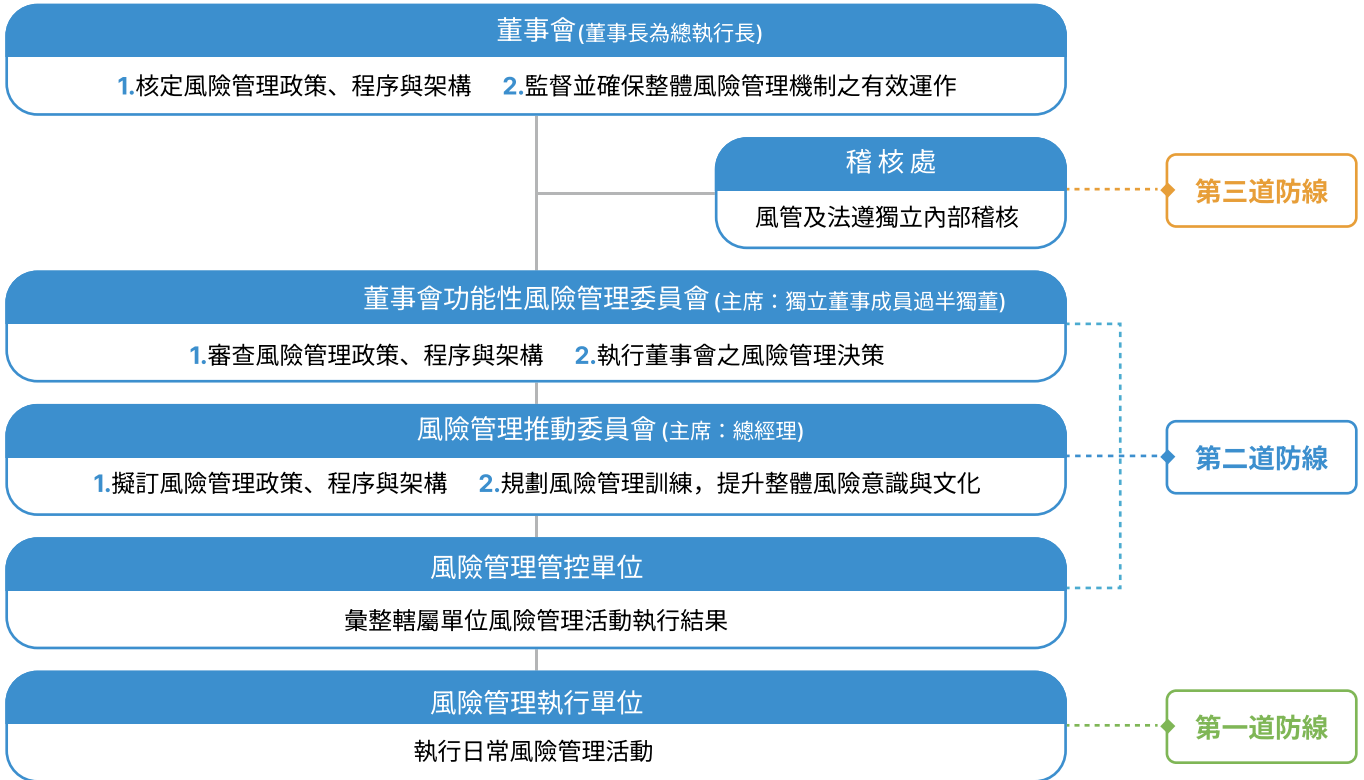 董事會(董事長為總執行長)
1.核定風險管理政策、程序與架構 2.監督並確保整體風險管理機制之有效運作
稽核處
風管及法遵獨立內部稽核
第三道防線
董事會功能性風險管理委員會(主席：獨立董事成員過半獨董)
1.審查風險管理政策、程序與架構 2.執行董事會之風險管理決策
風險管理推動委員會(主席：總經理)
1.擬訂風險管理政策、程序與架構 2.規劃風險管理訓練，提升整體風險意識與文化
第二道防線
風險管理管控單位
彙整轄屬單位風險管理活動執行結果
風險管理執行單位
執行日常風險管理活動
第一道防線